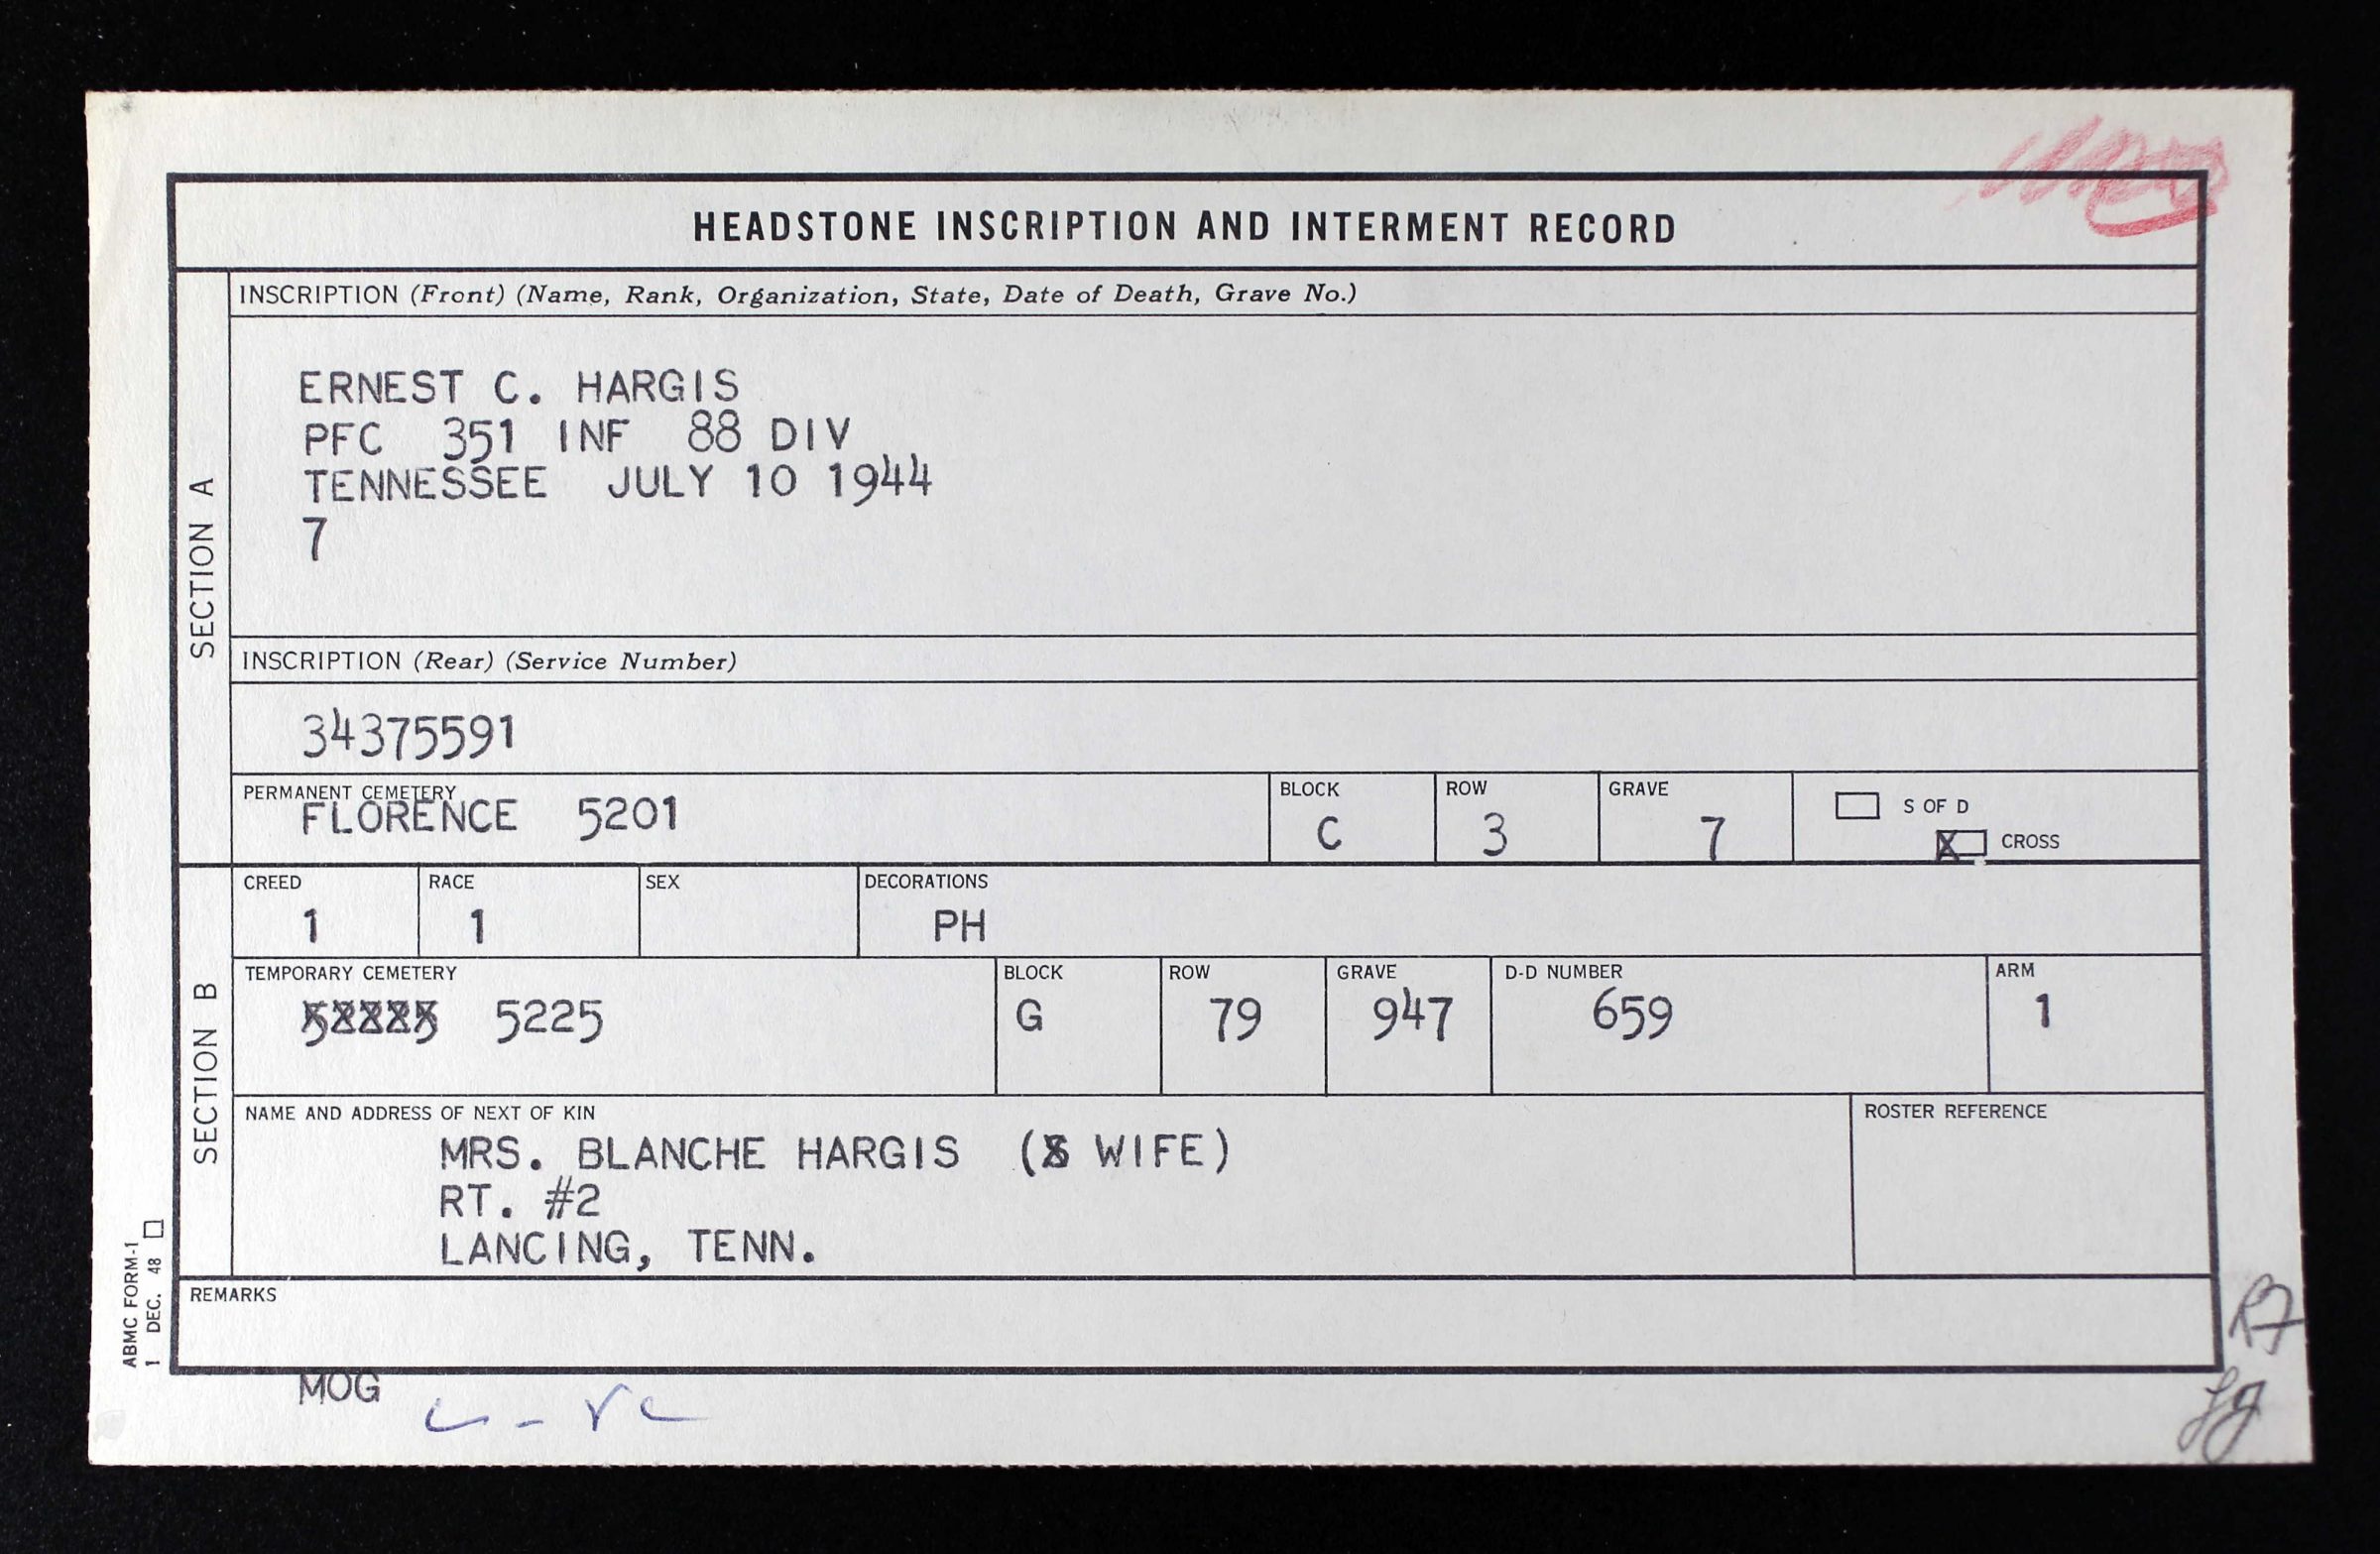 HEADSTONE INSCRIPTION AND INTERMENT RECORD
SECTION A
INSCRIPTION (Front) (Name, Rank, Organization, State, Date of Death, Grave No.)
ERNEST C. HARGIS
PFC 351 INF 88 DIV
TENNESSEE JULY 10 1944
7
INSCRIPTION (Rear) (Service Number)
34375591
PERMANENT CEMETERY BLOCK ROW GRAVE
FLORENCE 5201 C 3 7
S OF D
X CROSS
SECTION B
CREED RACE SEX DECORATIONS
1 1 PH
TEMPORARY CEMETERY BLOCK ROW GRAVE D-D NUMBER ARM
5225 G 79 947 659 1
NAME AND ADDRESS OF NEXT OF KIN ROSTER REFERENCE
MRS. BLANCHE HARGIS ( WIFE)
RT. #2
LANCING, TENN.
REMARKS
ABMC FORM-1
1 DEC. 48
MOG